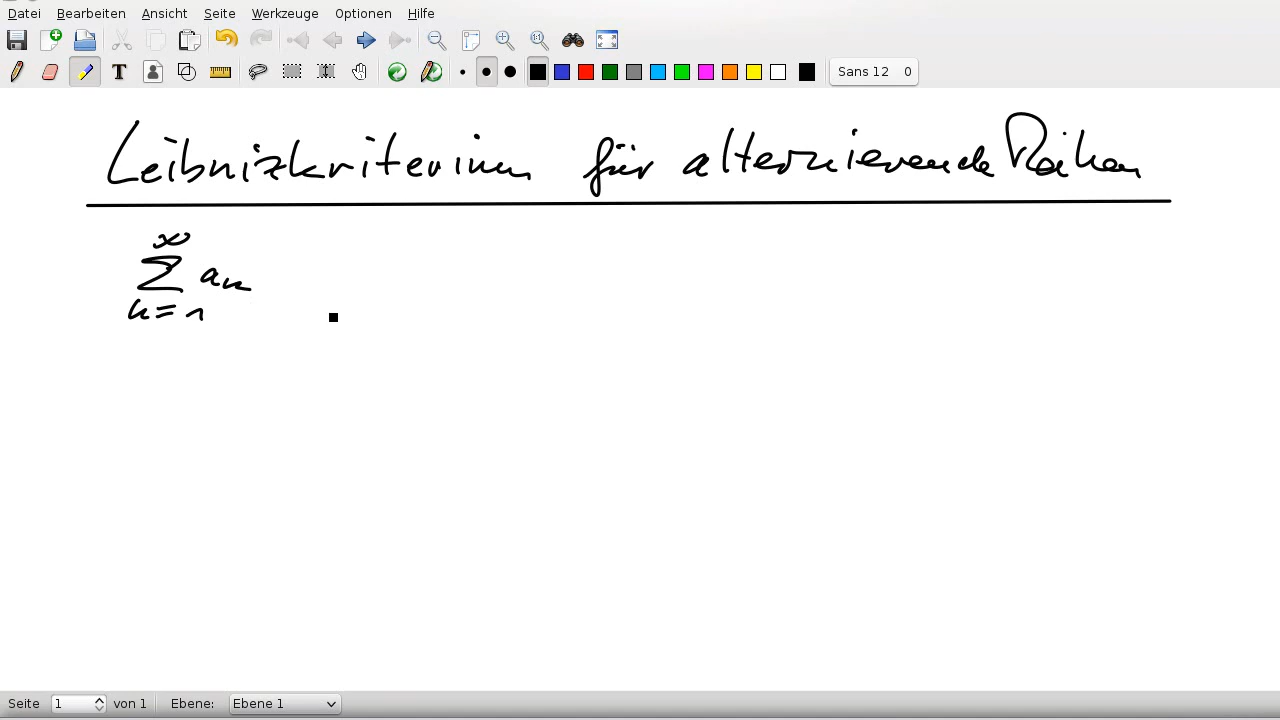 Datei Bearbeiten Ansicht Seite Werkzeuge Optionen Hilfe
Sans 12 0
Leibnizkriterium für alternierende Reihen
∞
∑ aₙ
n=1
Seite 1 von 1 Ebene: Ebene 1